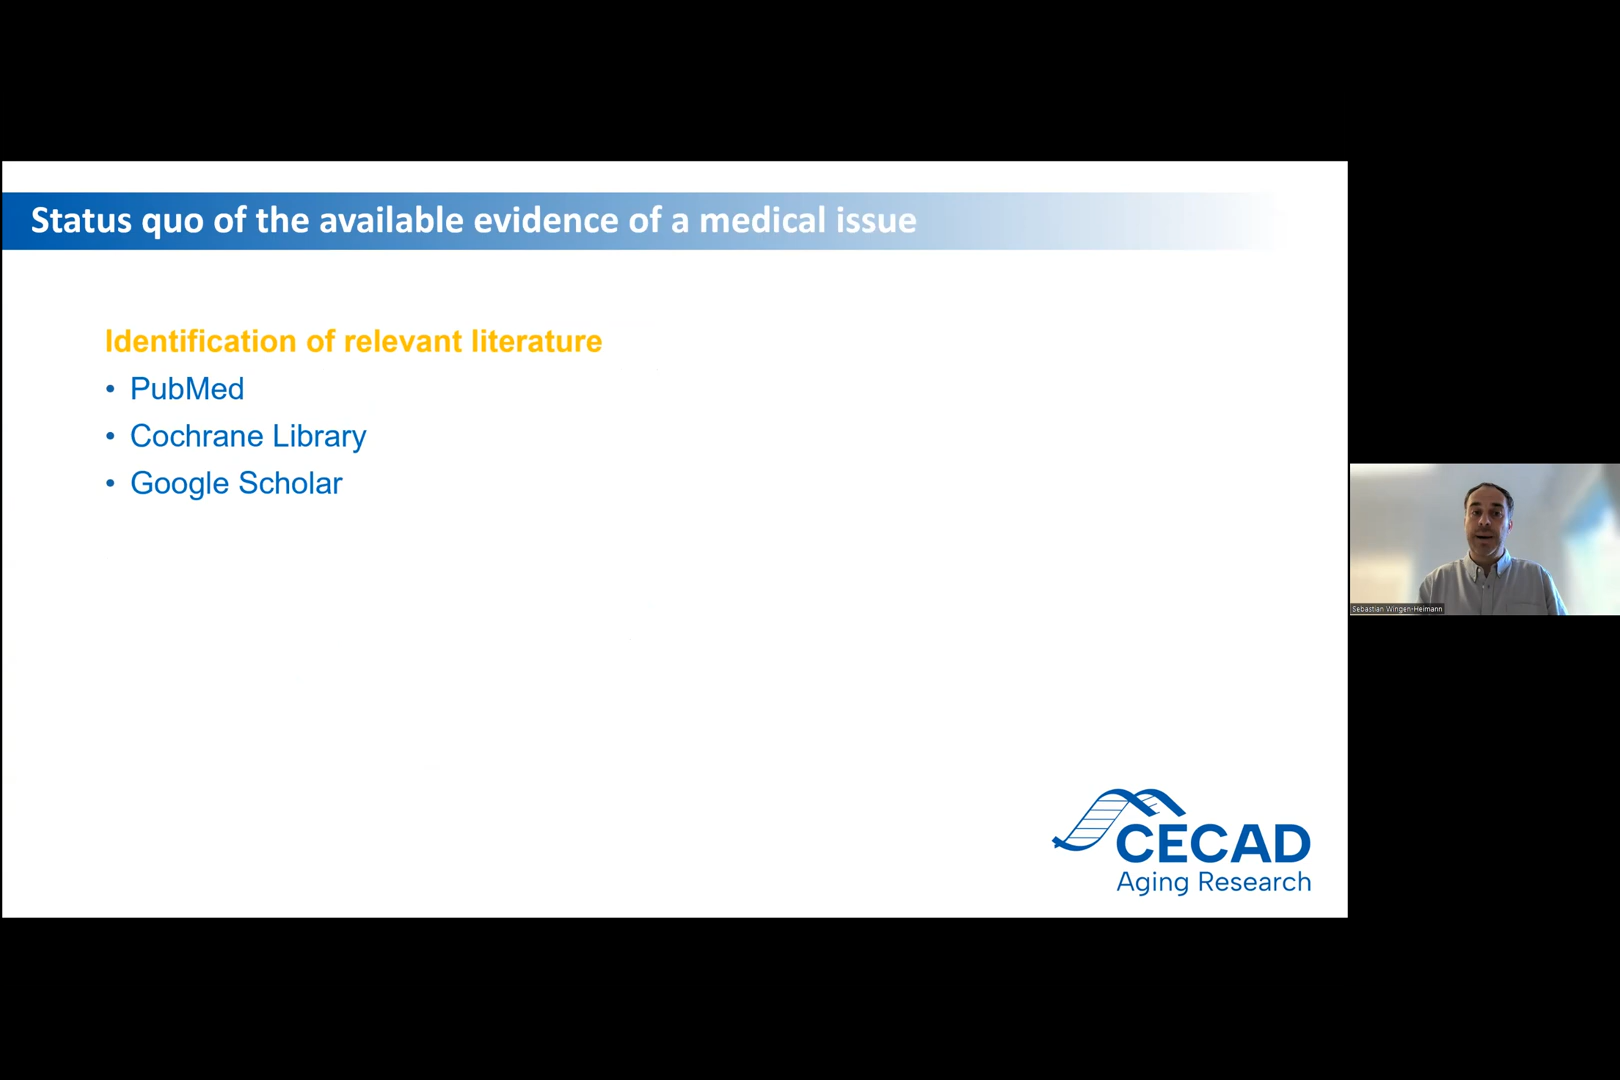 Status quo of the available evidence of a medical issue
Identification of relevant literature
• PubMed
• Cochrane Library
• Google Scholar
Sebastian Wingen-Heimann
CECAD
Aging Research